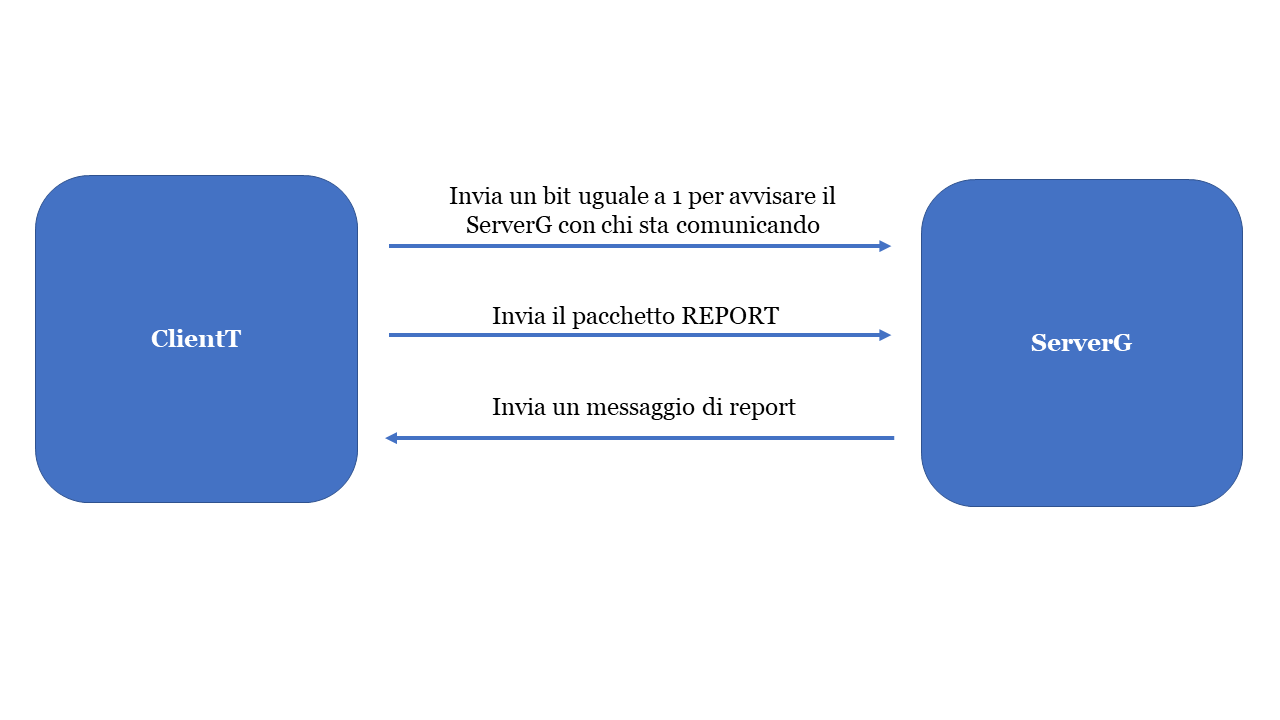 Invia un bit uguale a 1 per avvisare il
ServerG con chi sta comunicando
Invia il pacchetto REPORT
ClientT
ServerG
Invia un messaggio di report